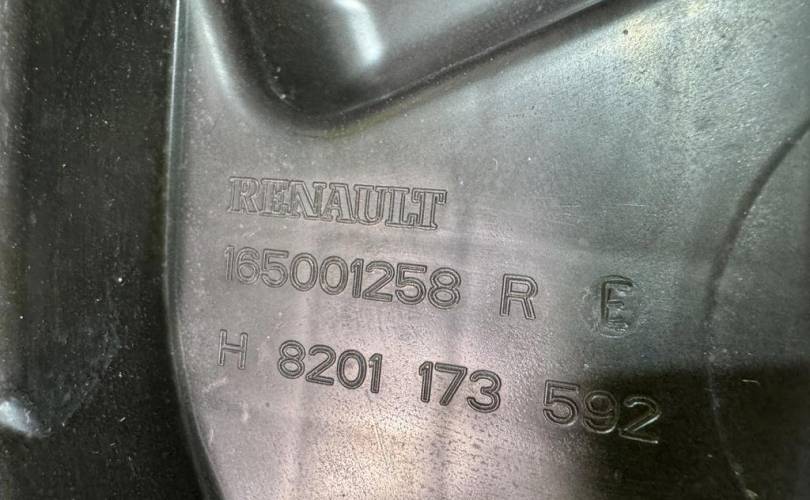 RENAULT
165001258 R E
H 8201 173 592